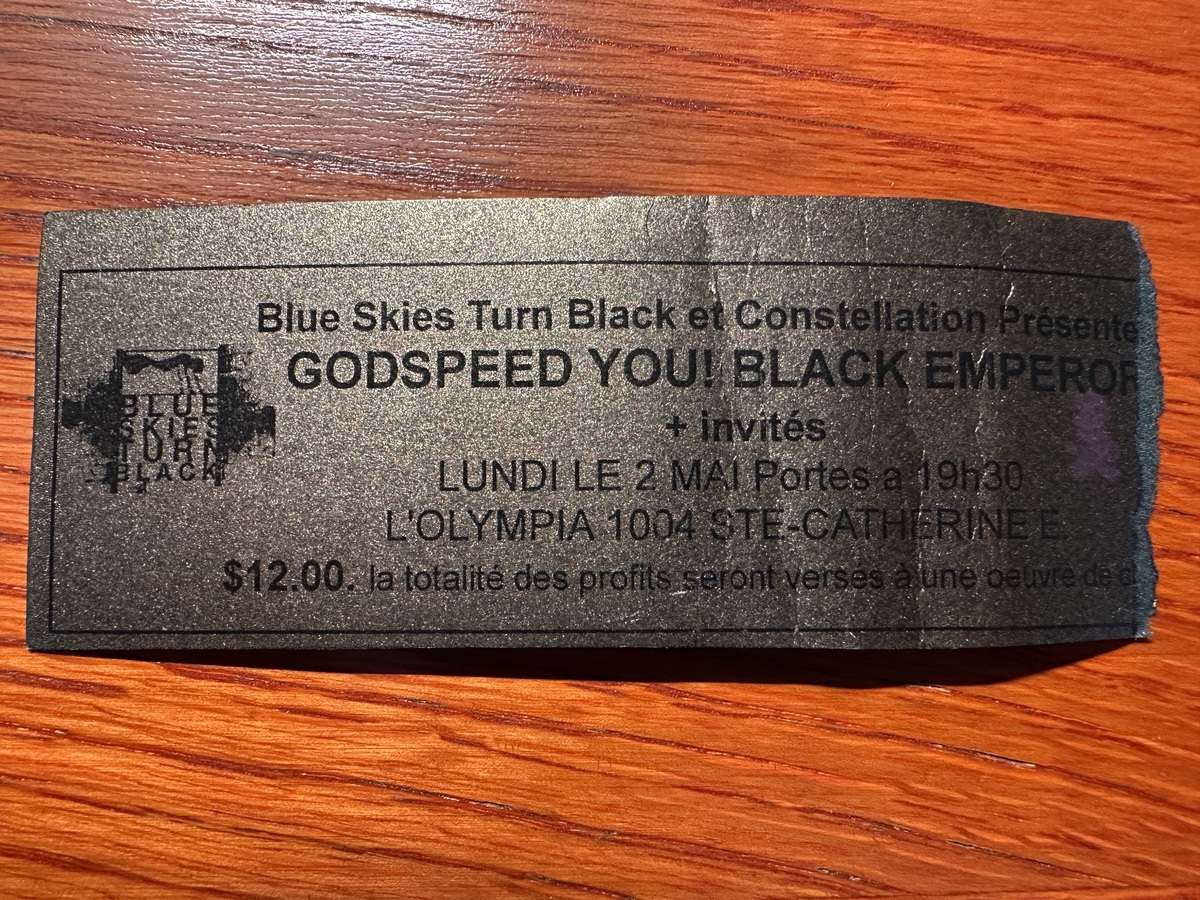 Blue Skies Turn Black et Constellation Présente
GODSPEED YOU! BLACK EMPEROR
+ invités
LUNDI LE 2 MAI Portes a 19h30
L'OLYMPIA 1004 STE-CATHERINE E.
$12.00. la totalité des profits seront versés à une oeuvre de
BLUE
SKIES
TURN
BLACK